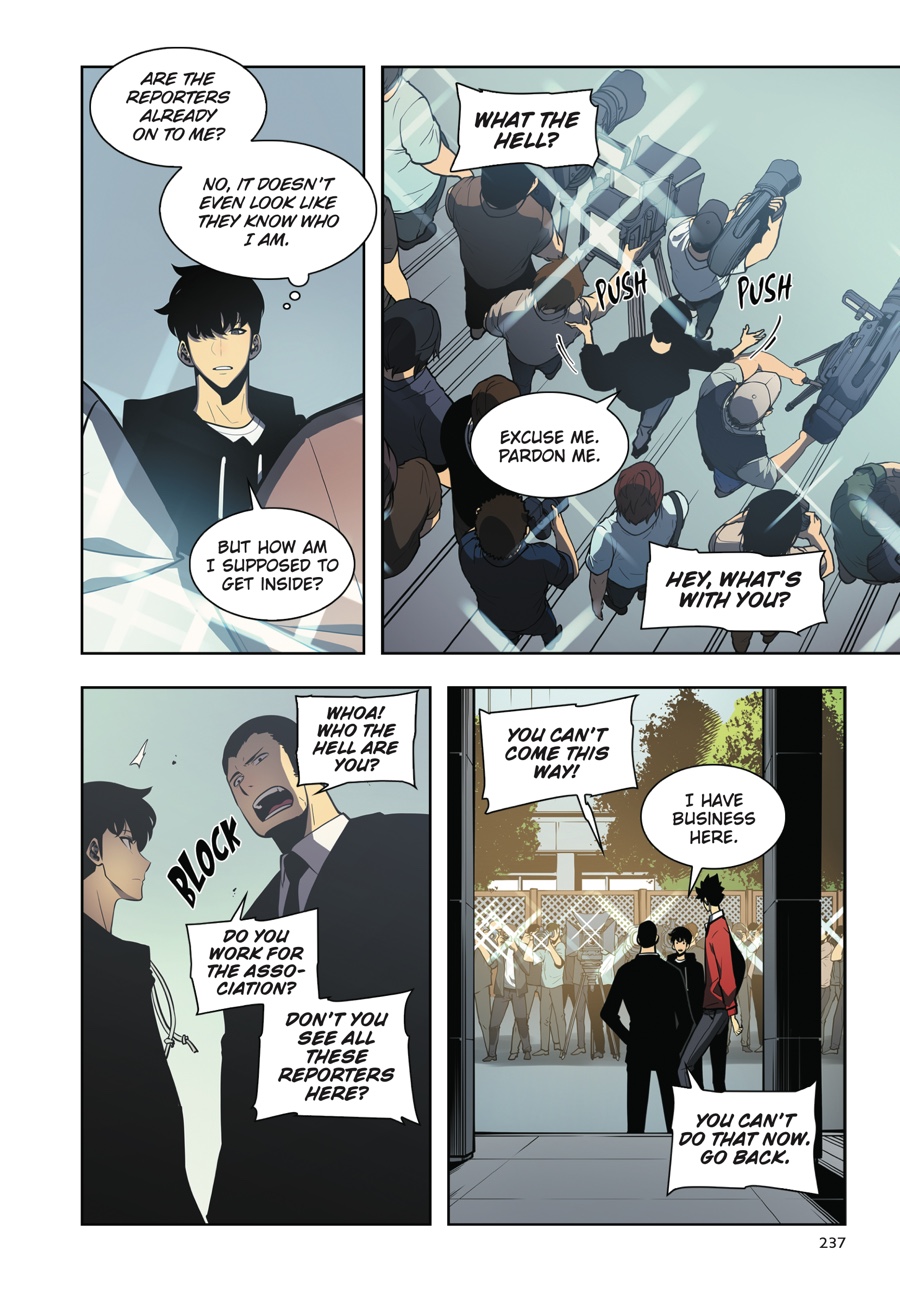 ARE THE
REPORTERS
ALREADY
ON TO ME?
NO, IT DOESN'T
EVEN LOOK LIKE
THEY KNOW WHO
I AM.
BUT HOW AM
I SUPPOSED TO
GET INSIDE?
WHAT THE
HELL?
PUSH
PUSH
EXCUSE ME.
PARDON ME.
HEY, WHAT'S
WITH YOU?
WHOA!
WHO THE
HELL ARE
YOU?
BLOCK
DO YOU
WORK FOR
THE ASSO-
CIATION?
DON'T YOU
SEE ALL
THESE
REPORTERS
HERE?
YOU CAN'T
COME THIS
WAY!
I HAVE
BUSINESS
HERE.
YOU CAN'T
DO THAT NOW.
GO BACK.
237